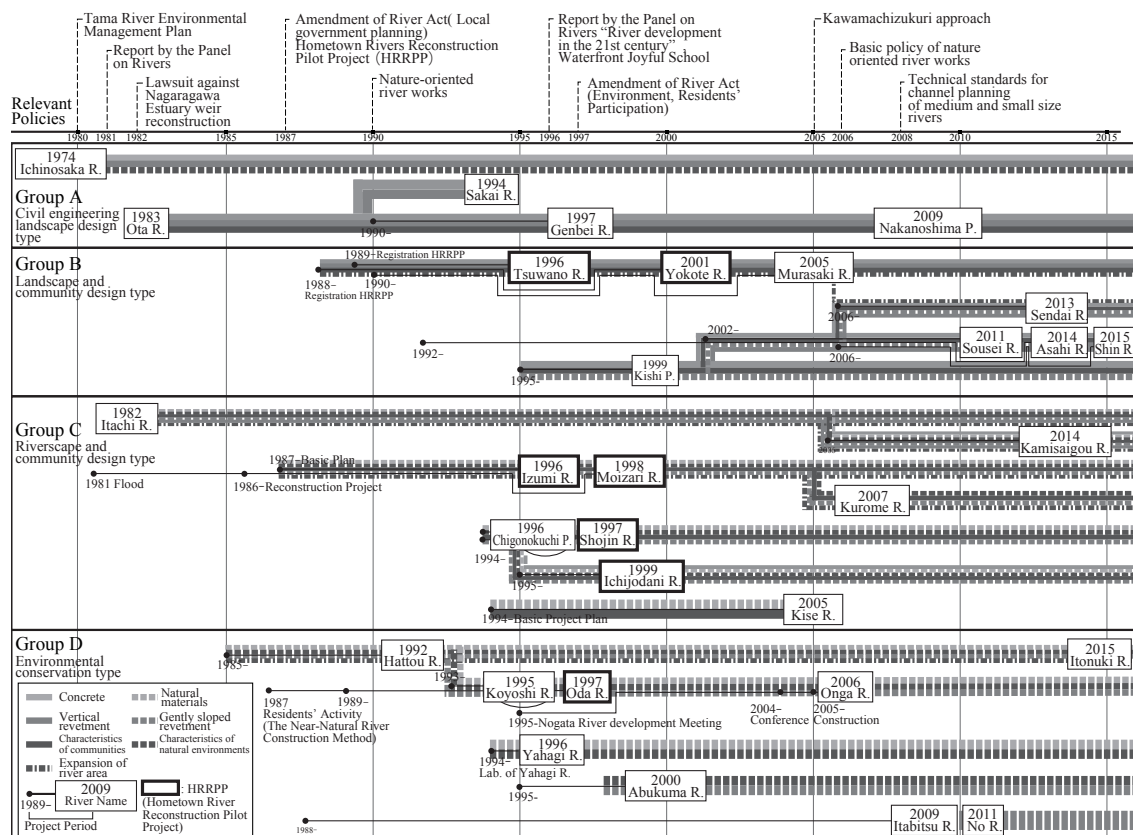 Tama River Environmental
Management Plan
Report by the Panel
on Rivers
Lawsuit against
Nagaragawa
Estuary weir
reconstruction
Amendment of River Act( Local
government planning)
Hometown Rivers Reconstruction
Pilot Project (HRRPP)
Nature-oriented
river works
Report by the Panel on
Rivers “River development
in the 21st century”
Waterfront Joyful School
Amendment of River Act
(Environment, Residents'
Participation)
Kawamachizukuri approach
Basic policy of nature
oriented river works
Technical standards for
channel planning
of medium and small size
rivers
Relevant
Policies
1980 1981 1982 1985 1987 1990 1995 1996 1997 2000 2005 2006 2008 2010 2015
1974
Ichinosaka R.
Group A
Civil engineering
landscape design
type
1994
Sakai R.
1983
Ota R.
1990-
1997
Genbei R.
2009
Nakanoshima P.
Group B
Landscape and
community design type
1989-Registration HRRPP
1988-
Registration HRRPP
1990-
1996
Tsuwano R.
2001
Yokote R.
2005
Murasaki R.
2006-
2013
Sendai R.
1992-
2002-
2006-
2011
Sousei R.
2014
Asahi R.
2015
Shin R.
1995-
1999
Kishi P.
Group C
Riverscape and
community design type
1982
Itachi R.
2014
Kamisaigou R.
1987-Basic Plan
1981 Flood
1986-Reconstruction Project
1996
Izumi R.
1998
Moizari R.
2007
Kurome R.
1994-
1996
Chigonokuchi P.
1997
Shojin R.
1995-
1999
Ichijodani R.
1994-Basic Project Plan
2005
Kise R.
Group D
Environmental
conservation type
1985-
1992
Hattou R.
2015
Itonuki R.
1993-
1987
Residents' Activity
(The Near-Natural River
Construction Method)
1989-
1995
Koyoshi R.
1997
Oda R.
1995-Nogata River development Meeting
2004-
Conference
2005-
Construction
2006
Onga R.
1994-
Lab. of Yahagi R.
1996
Yahagi R.
1995-
2000
Abukuma R.
1988-
2009
Itabitsu R.
2011
No R.
Concrete
Natural
materials
Vertical
revetment
Gently sloped
revetment
Characteristics
of communities
Characteristics of
natural environments
Expansion of
river area
1989-
2009
River Name
Project Period
: HRRPP
(Hometown River
Reconstruction Pilot
Project)